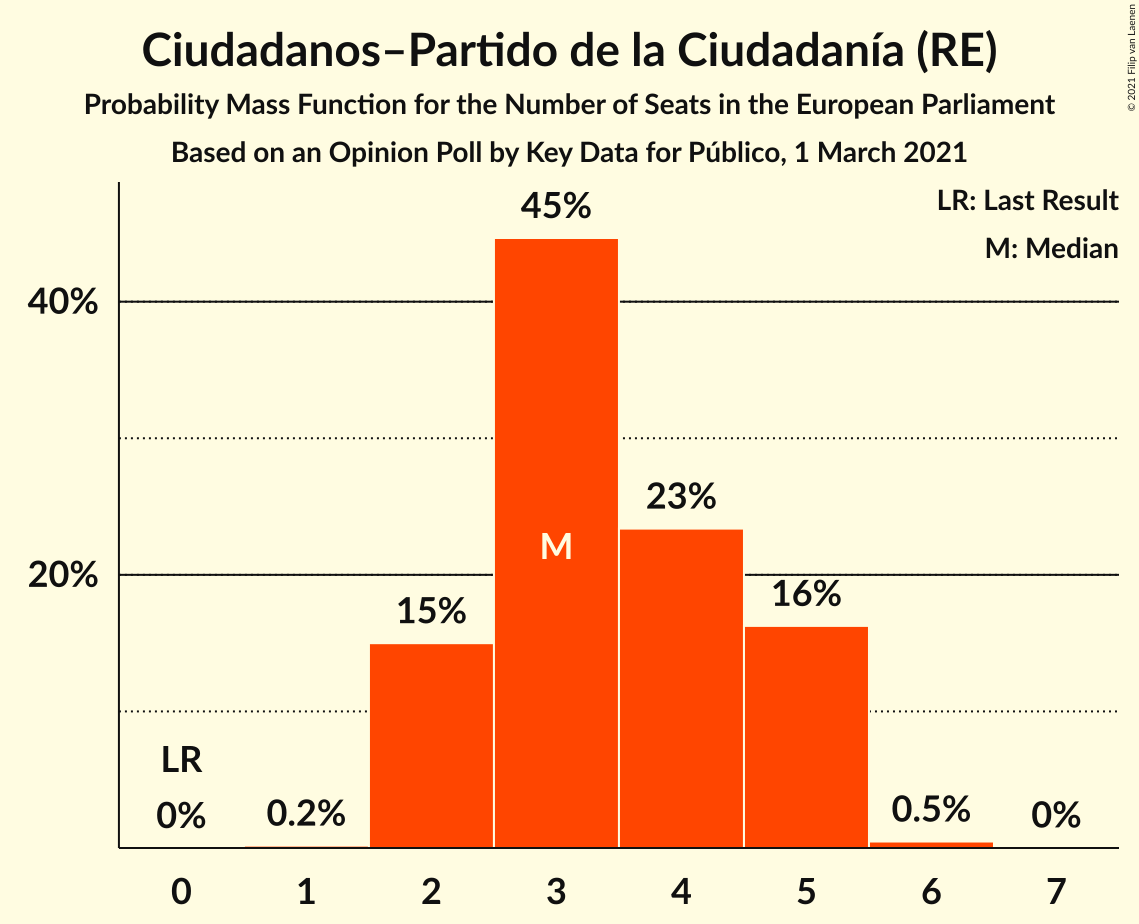 Ciudadanos–Partido de la Ciudadanía (RE)
Probability Mass Function for the Number of Seats in the European Parliament
Based on an Opinion Poll by Key Data for Público, 1 March 2021
© 2021 Filip van Laenen
LR: Last Result
M: Median
45%
40%
23%
M
20%
16%
15%
LR
0%
0.2%
0.5%
0%
0 1 2 3 4 5 6 7